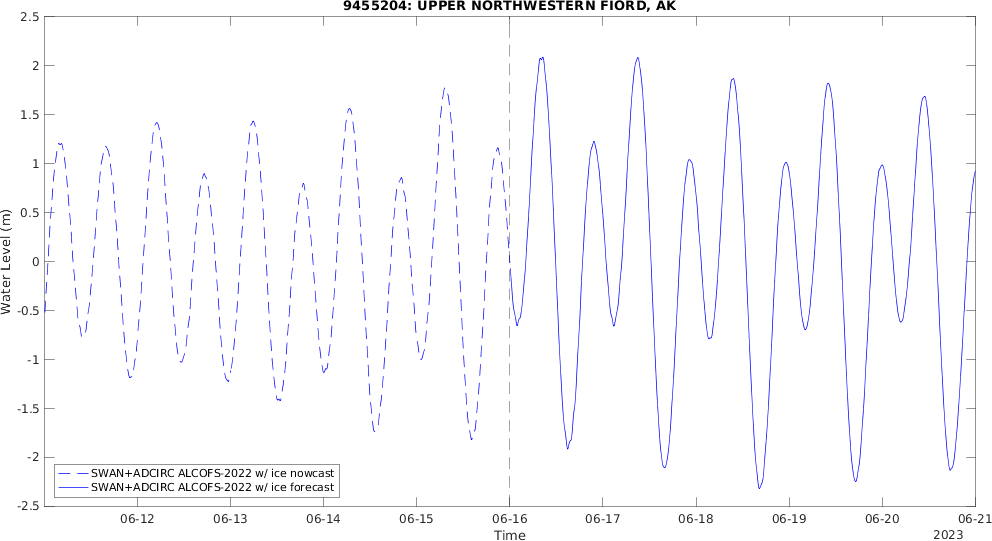 9455204: UPPER NORTHWESTERN FIORD, AK
2.5
2
1.5
1
0.5
0
-0.5
-1
-1.5
-2
-2.5
Water Level (m)
SWAN+ADCIRC ALCOFS-2022 w/ ice nowcast
SWAN+ADCIRC ALCOFS-2022 w/ ice forecast
06-12 06-13 06-14 06-15 06-16 06-17 06-18 06-19 06-20 06-21
Time
2023